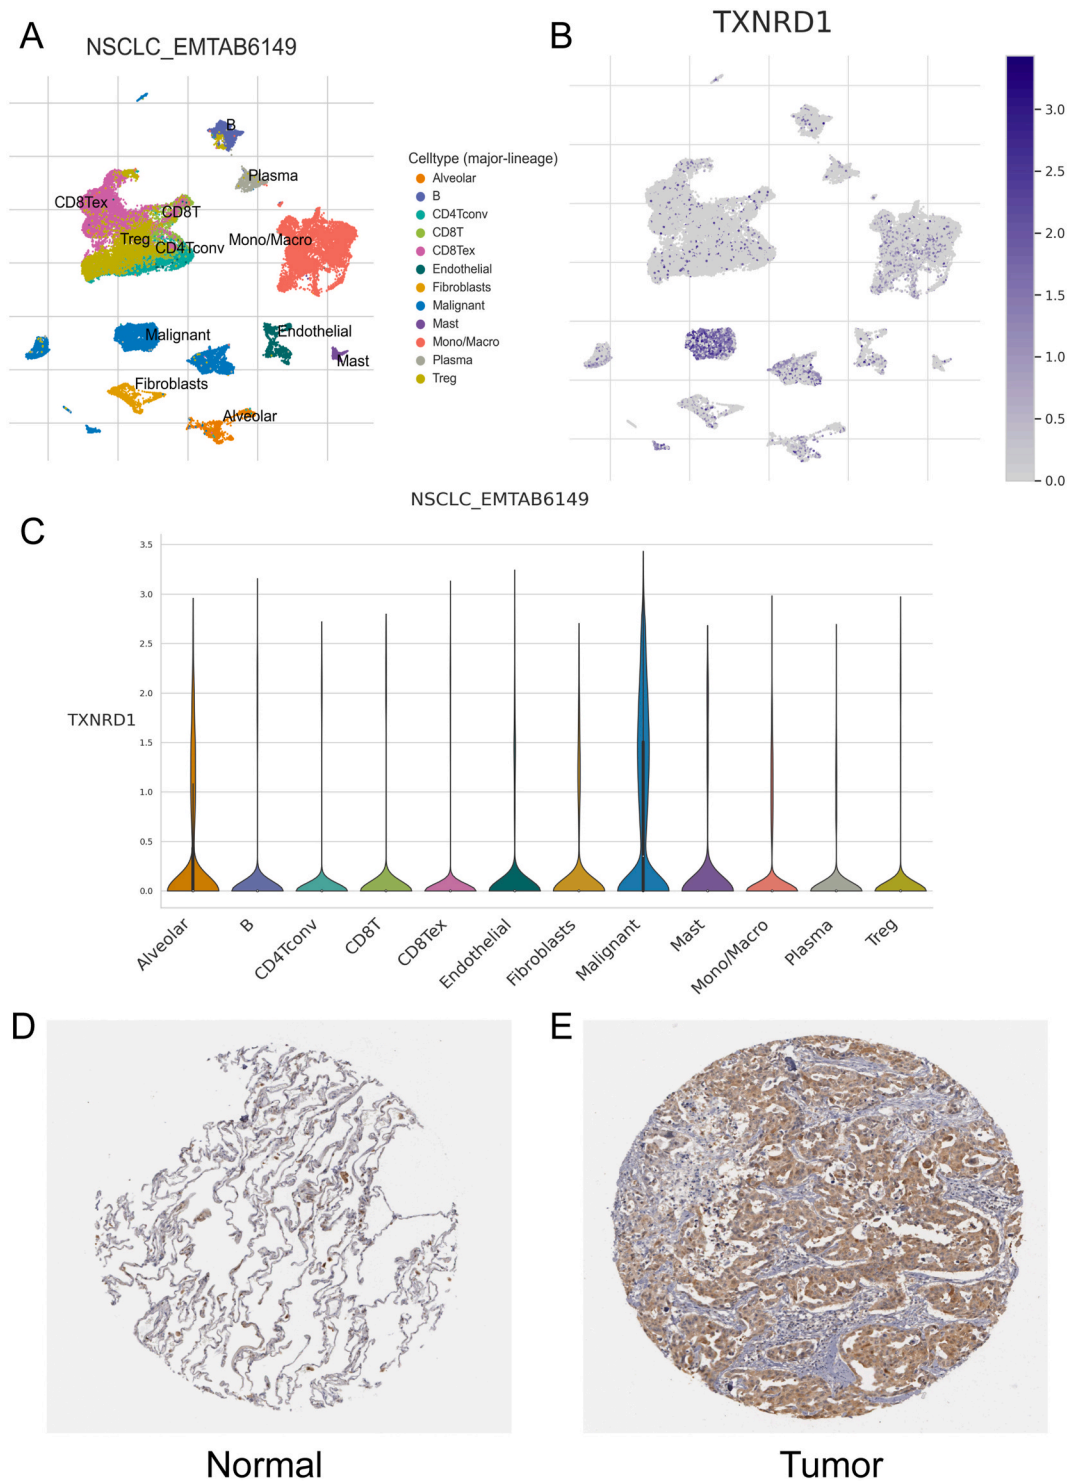 A
NSCLC_EMTAB6149
B
Plasma
CD8Tex
CD8T
Treg
CD4Tconv
Mono/Macro
Malignant
Endothelial
Mast
Fibroblasts
Alveolar
Celltype (major-lineage)
Alveolar
B
CD4Tconv
CD8T
CD8Tex
Endothelial
Fibroblasts
Malignant
Mast
Mono/Macro
Plasma
Treg
B
TXNRD1
3.0
2.5
2.0
1.5
1.0
0.5
0.0
C
NSCLC_EMTAB6149
TXNRD1
3.5
3.0
2.5
2.0
1.5
1.0
0.5
0.0
Alveolar
B
CD4Tconv
CD8T
CD8Tex
Endothelial
Fibroblasts
Malignant
Mast
Mono/Macro
Plasma
Treg
D
E
Normal
Tumor